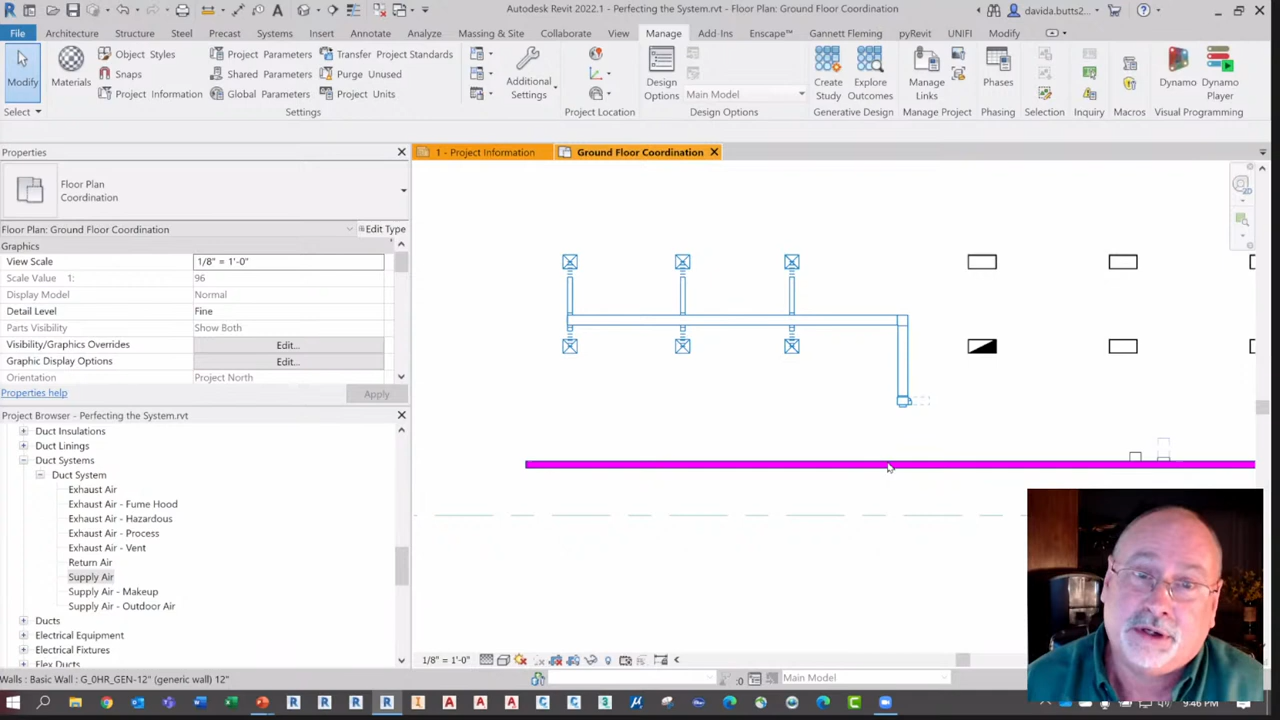 Autodesk Revit 2022.1 - Perfecting the System.rvt - Floor Plan: Ground Floor Coordination
davida.butts2...
File Architecture Structure Steel Precast Systems Insert Annotate Analyze Massing & Site Collaborate View Manage Add-Ins Enscape™ Gannett Fleming pyRevit UNIFI Modify
Modify
Materials
Object Styles
Snaps
Project Information
Project Parameters
Shared Parameters
Global Parameters
Transfer Project Standards
Purge Unused
Project Units
Additional
Settings
Design
Options
Main Model
Create
Study
Explore
Outcomes
Manage
Links
Phases
Dynamo
Dynamo
Player
Select
Settings
Project Location
Design Options
Generative Design
Manage Project
Phasing
Selection
Inquiry
Macros
Visual Programming
Properties
1 - Project Information
Ground Floor Coordination
Floor Plan
Coordination
Floor Plan: Ground Floor Coordination
Edit Type
Graphics
View Scale 1/8" = 1'-0"
Scale Value 1: 96
Display Model Normal
Detail Level Fine
Parts Visibility Show Both
Visibility/Graphics Overrides Edit...
Graphic Display Options Edit...
Orientation Project North
Properties help
Apply
Project Browser - Perfecting the System.rvt
Duct Insulations
Duct Linings
Duct Systems
Duct System
Exhaust Air
Exhaust Air - Fume Hood
Exhaust Air - Hazardous
Exhaust Air - Process
Exhaust Air - Vent
Return Air
Supply Air
Supply Air - Makeup
Supply Air - Outdoor Air
Ducts
Electrical Equipment
Electrical Fixtures
Flex Ducts
1/8" = 1'-0"
Walls : Basic Wall : G_0HR_GEN-12" (generic wall) 12"
:0
Main Model
9:46 PM